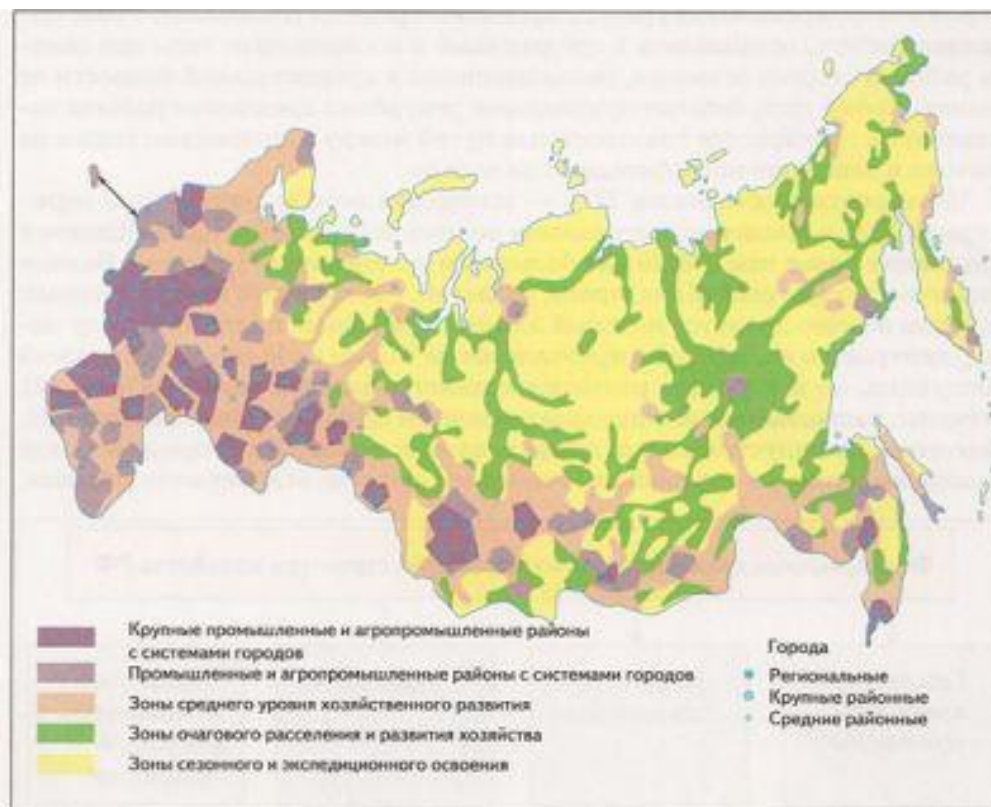 Крупные промышленные и агропромышленные районы
с системами городов
Промышленные и агропромышленные районы с системами городов
Зоны среднего уровня хозяйственного развития
Зоны очагового расселения и развития хозяйства
Зоны сезонного и экспедиционного освоения
Города
Региональные
Крупные районные
Средние районные